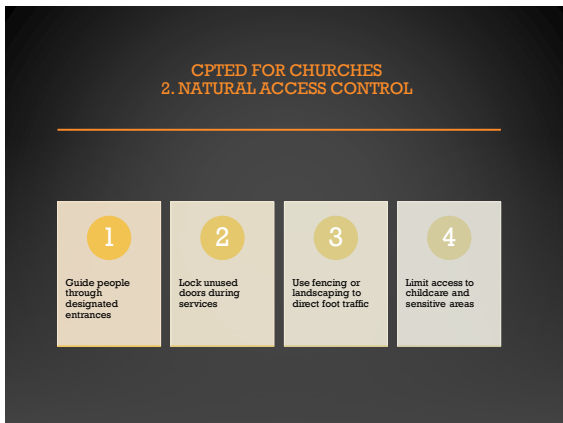 CPTED FOR CHURCHES
2. NATURAL ACCESS CONTROL
1
Guide people
through
designated
entrances
2
Lock unused
doors during
services
3
Use fencing or
landscaping to
direct foot traffic
4
Limit access to
childcare and
sensitive areas